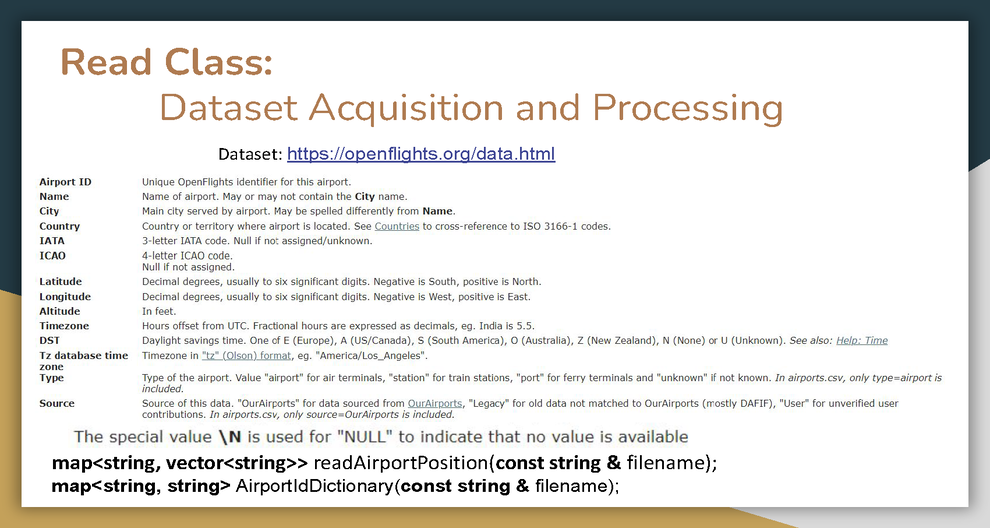 Read Class:
Dataset Acquisition and Processing
Dataset: https://openflights.org/data.html
Airport ID Unique OpenFlights identifier for this airport.
Name Name of airport. May or may not contain the City name.
City Main city served by airport. May be spelled differently from Name.
Country Country or territory where airport is located. See Countries to cross-reference to ISO 3166-1 codes.
IATA 3-letter IATA code. Null if not assigned/unknown.
ICAO 4-letter ICAO code.
Null if not assigned.
Latitude Decimal degrees, usually to six significant digits. Negative is South, positive is North.
Longitude Decimal degrees, usually to six significant digits. Negative is West, positive is East.
Altitude In feet.
Timezone Hours offset from UTC. Fractional hours are expressed as decimals, eg. India is 5.5.
DST Daylight savings time. One of E (Europe), A (US/Canada), S (South America), O (Australia), Z (New Zealand), N (None) or U (Unknown). See also: Help: Time
Tz database time Timezone in "tz" (Olson) format, eg. "America/Los_Angeles".
zone
Type Type of the airport. Value "airport" for air terminals, "station" for train stations, "port" for ferry terminals and "unknown" if not known. In airports.csv, only type=airport is
included.
Source Source of this data. "OurAirports" for data sourced from OurAirports, "Legacy" for old data not matched to OurAirports (mostly DAFIF), "User" for unverified user
contributions. In airports.csv, only source=OurAirports is included.
The special value \N is used for "NULL" to indicate that no value is available
map<string, vector<string>> readAirportPosition(const string & filename);
map<string, string> AirportIdDictionary(const string & filename);